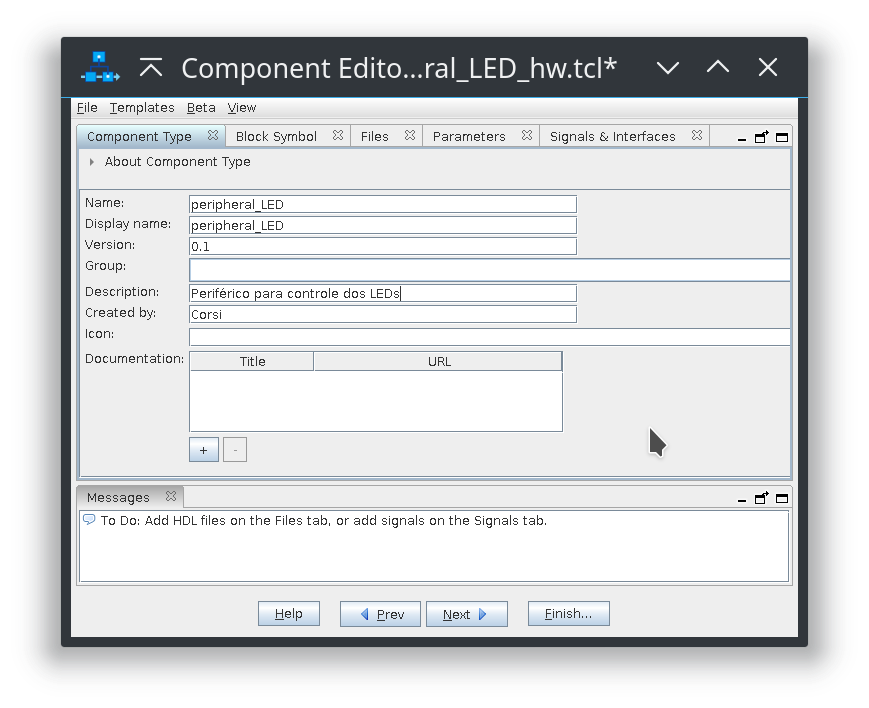 Component Edito...ral_LED_hw.tcl*
File Templates Beta View
Component Type Block Symbol Files Parameters Signals & Interfaces
About Component Type
Name: peripheral_LED
Display name: peripheral_LED
Version: 0.1
Group:
Description: Periférico para controle dos LEDs
Created by: Corsi
Icon:
Documentation: Title URL
+ -
Messages
To Do: Add HDL files on the Files tab, or add signals on the Signals tab.
Help Prev Next Finish...